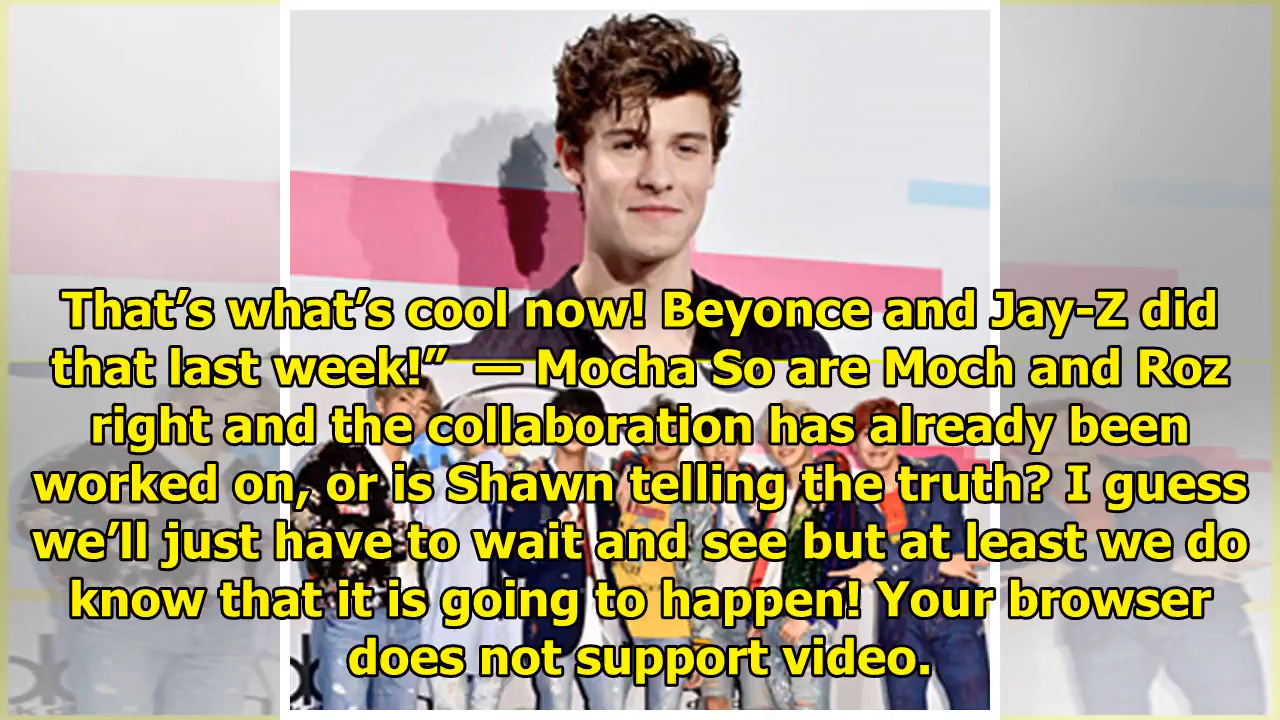 That’s what’s cool now! Beyonce and Jay-Z did
that last week!”  — Mocha So are Moch and Roz
right and the collaboration has already been
worked on, or is Shawn telling the truth? I guess
we’ll just have to wait and see but at least we do
know that it is going to happen! Your browser
does not support video.